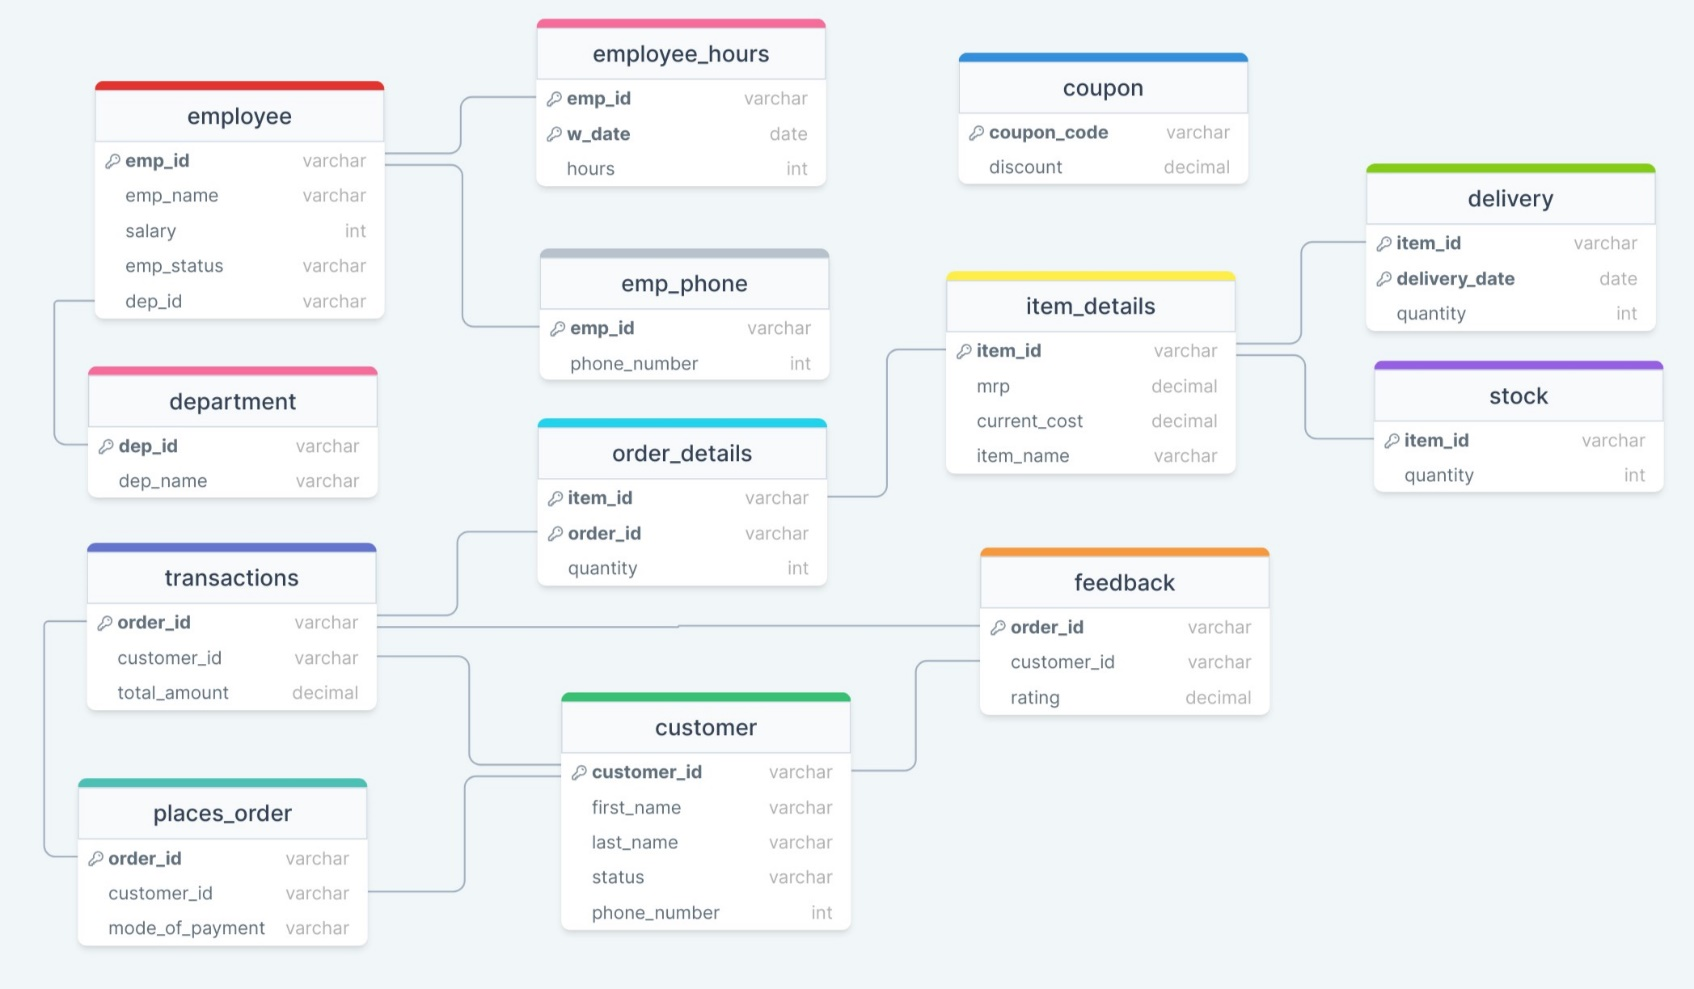 employee
emp_id varchar
emp_name varchar
salary int
emp_status varchar
dep_id varchar
employee_hours
emp_id varchar
w_date date
hours int
coupon
coupon_code varchar
discount decimal
delivery
item_id varchar
delivery_date date
quantity int
emp_phone
emp_id varchar
phone_number int
item_details
item_id varchar
mrp decimal
current_cost decimal
item_name varchar
department
dep_id varchar
dep_name varchar
stock
item_id varchar
quantity int
order_details
item_id varchar
order_id varchar
quantity int
transactions
order_id varchar
customer_id varchar
total_amount decimal
feedback
order_id varchar
customer_id varchar
rating decimal
customer
customer_id varchar
first_name varchar
last_name varchar
status varchar
phone_number int
places_order
order_id varchar
customer_id varchar
mode_of_payment varchar